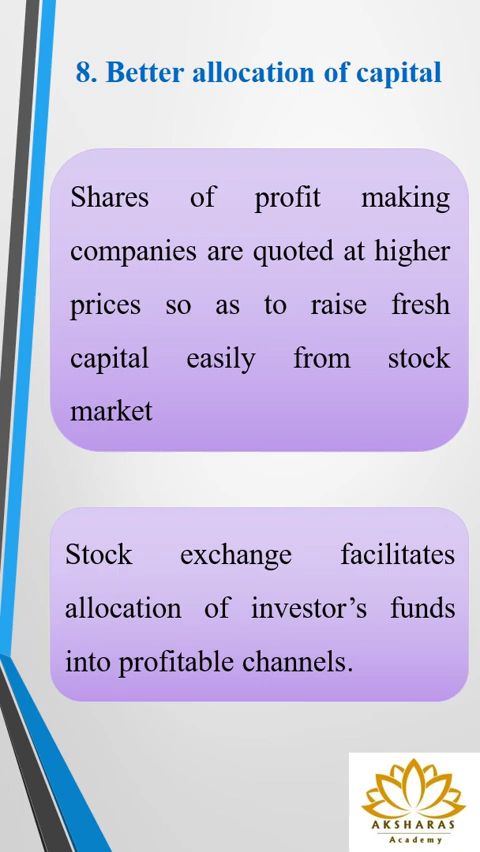 8. Better allocation of capital
Shares of profit making
companies are quoted at higher
prices so as to raise fresh
capital easily from stock
market
Stock exchange facilitates
allocation of investor’s funds
into profitable channels.
AKSHARAS
Academy